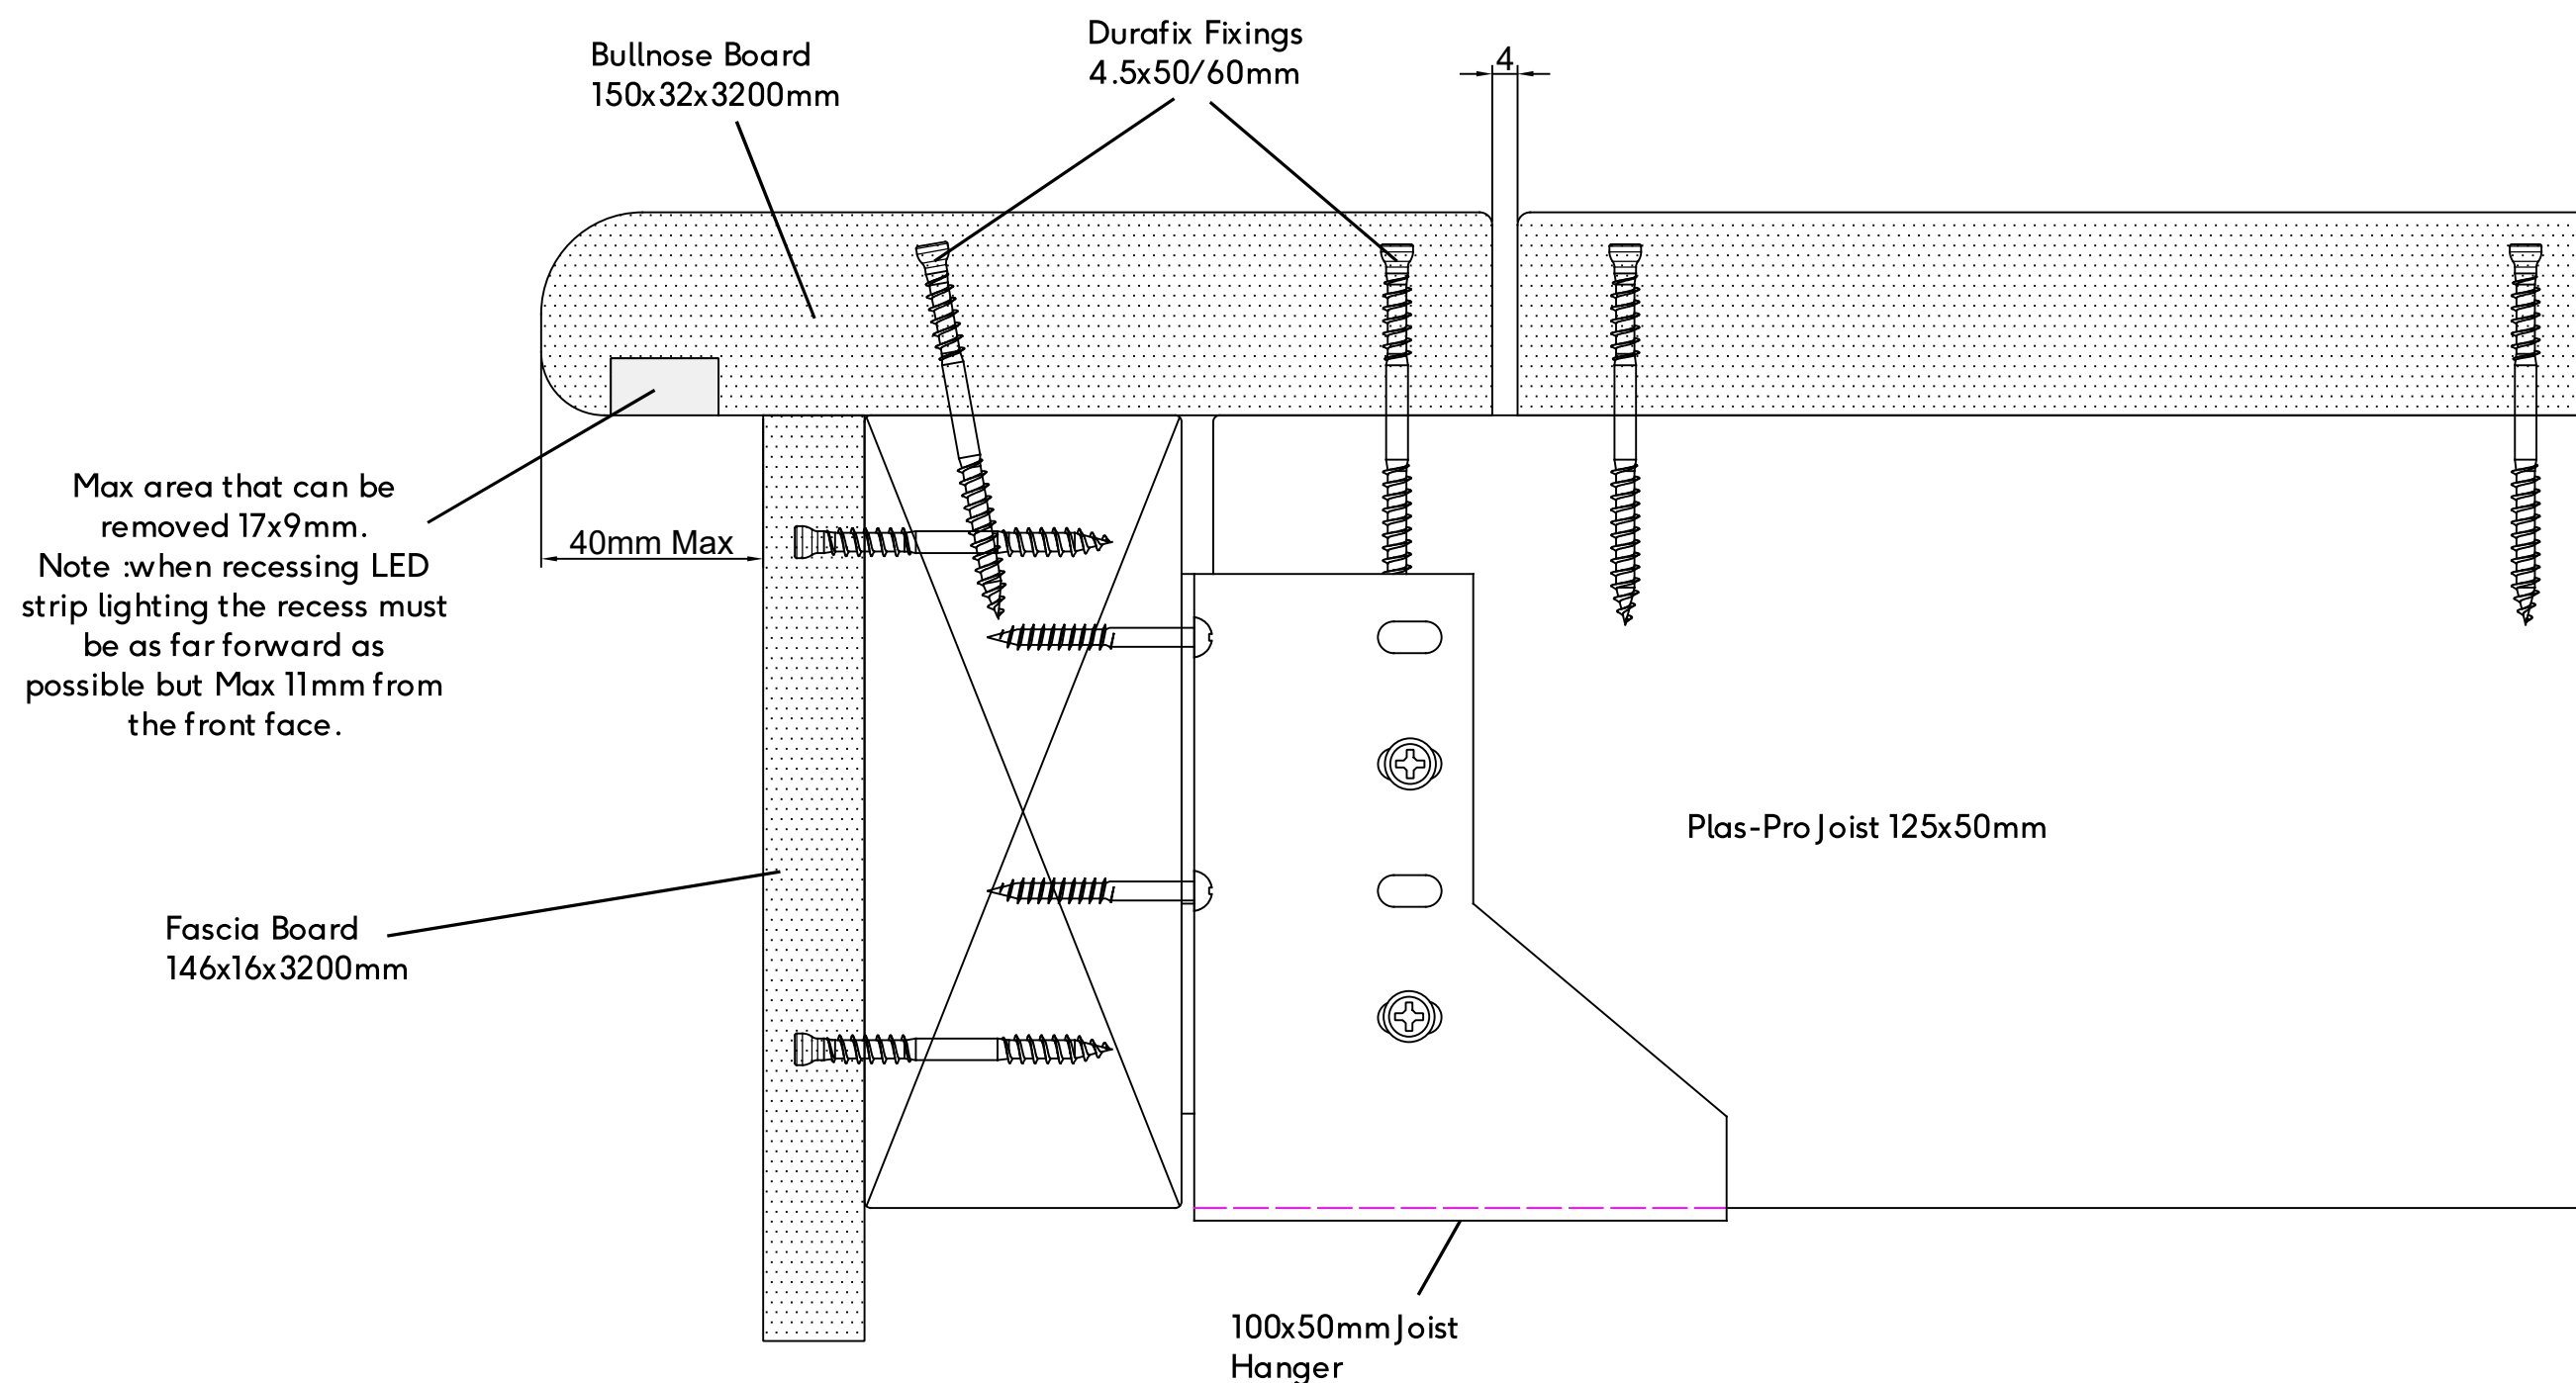 Bullnose Board
150x32x3200mm
Durafix Fixings
4.5x50/60mm
4
Max area that can be
removed 17x9mm.
Note :when recessing LED
strip lighting the recess must
be as far forward as
possible but Max 11mm from
the front face.
40mm Max
Plas-Pro Joist 125x50mm
Fascia Board
146x16x3200mm
100x50mm Joist
Hanger